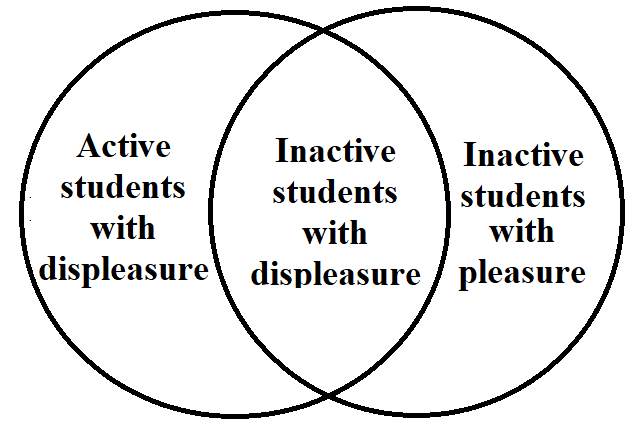 Active
students
with
displeasure
Inactive
students
with
displeasure
Inactive
students
with
pleasure